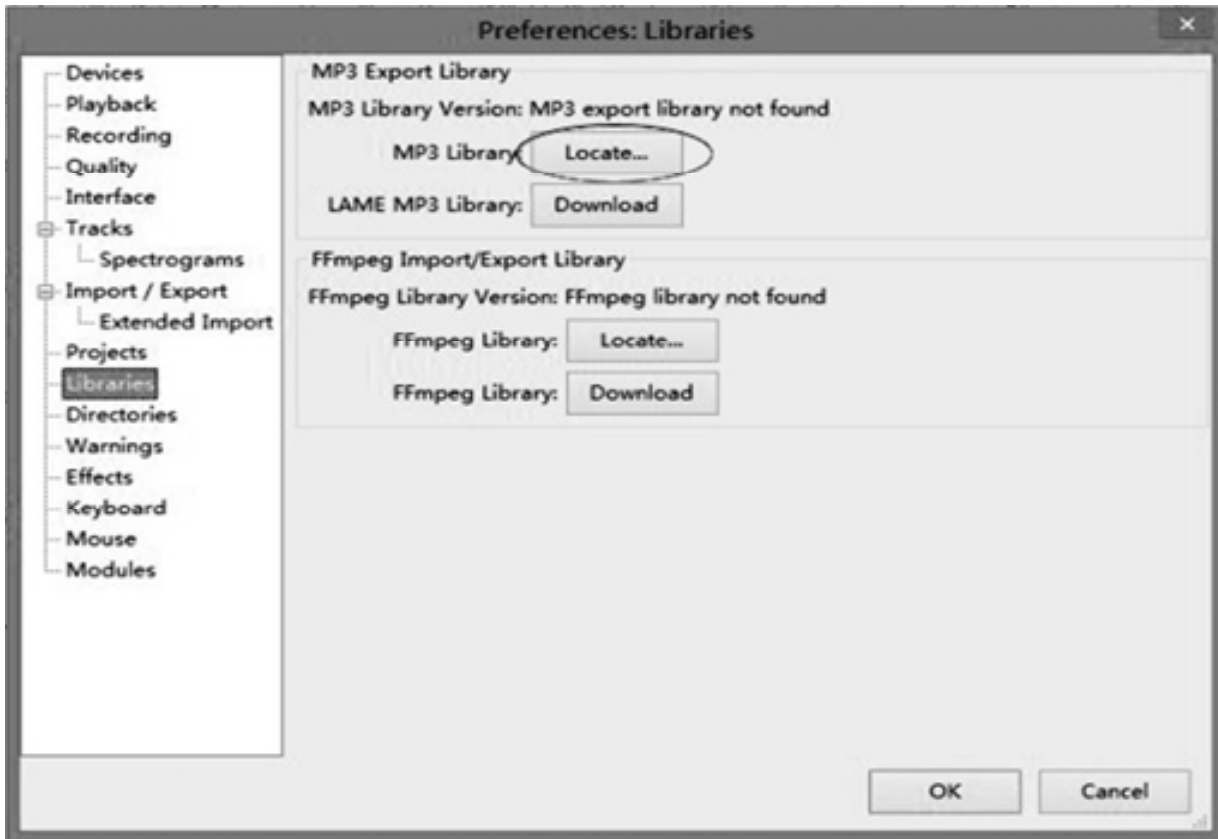 Preferences: Libraries
Devices
Playback
Recording
Quality
Interface
Tracks
Spectrograms
Import / Export
Extended Import
Projects
Libraries
Directories
Warnings
Effects
Keyboard
Mouse
Modules
MP3 Export Library
MP3 Library Version: MP3 export library not found
MP3 Library: Locate...
LAME MP3 Library: Download
FFmpeg Import/Export Library
FFmpeg Library Version: FFmpeg library not found
FFmpeg Library: Locate...
FFmpeg Library: Download
OK Cancel